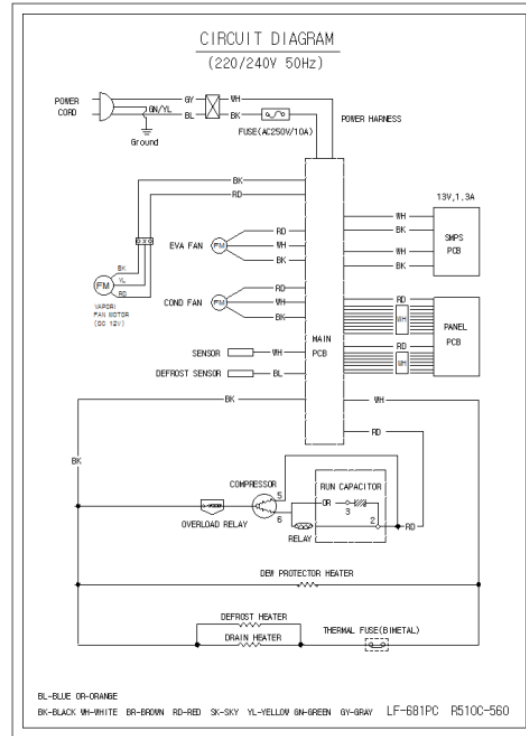 CIRCUIT DIAGRAM
(220/240V 50Hz)
POWER
CORD
GY
WH
GN/YL
BL
BK
Ground
FUSE(AC250V/10A)
POWER HARNESS
BK
RD
13V,1.3A
EVA FAN
FM
RD
WH
BK
WH
BK
WH
BK
SMPS
PCB
BK
YL
RD
FM
VAPORI
FAN MOTOR
(DC 12V)
COND FAN
FM
RD
WH
BK
MAIN
PCB
RD
WH
RD
WH
PANEL
PCB
SENSOR
WH
DEFROST SENSOR
BL
BK
WH
RD
BK
COMPRESSOR
5
6
OVERLOAD RELAY
RUN CAPACITOR
OR
3
2
RD
RELAY
DEW PROTECTOR HEATER
DEFROST HEATER
DRAIN HEATER
THERMAL FUSE(BIMETAL)
BL-BLUE OR-ORANGE
BK-BLACK WH-WHITE BR-BROWN RD-RED SK-SKY YL-YELLOW GN-GREEN GY-GRAY LF-681PC R510C-560